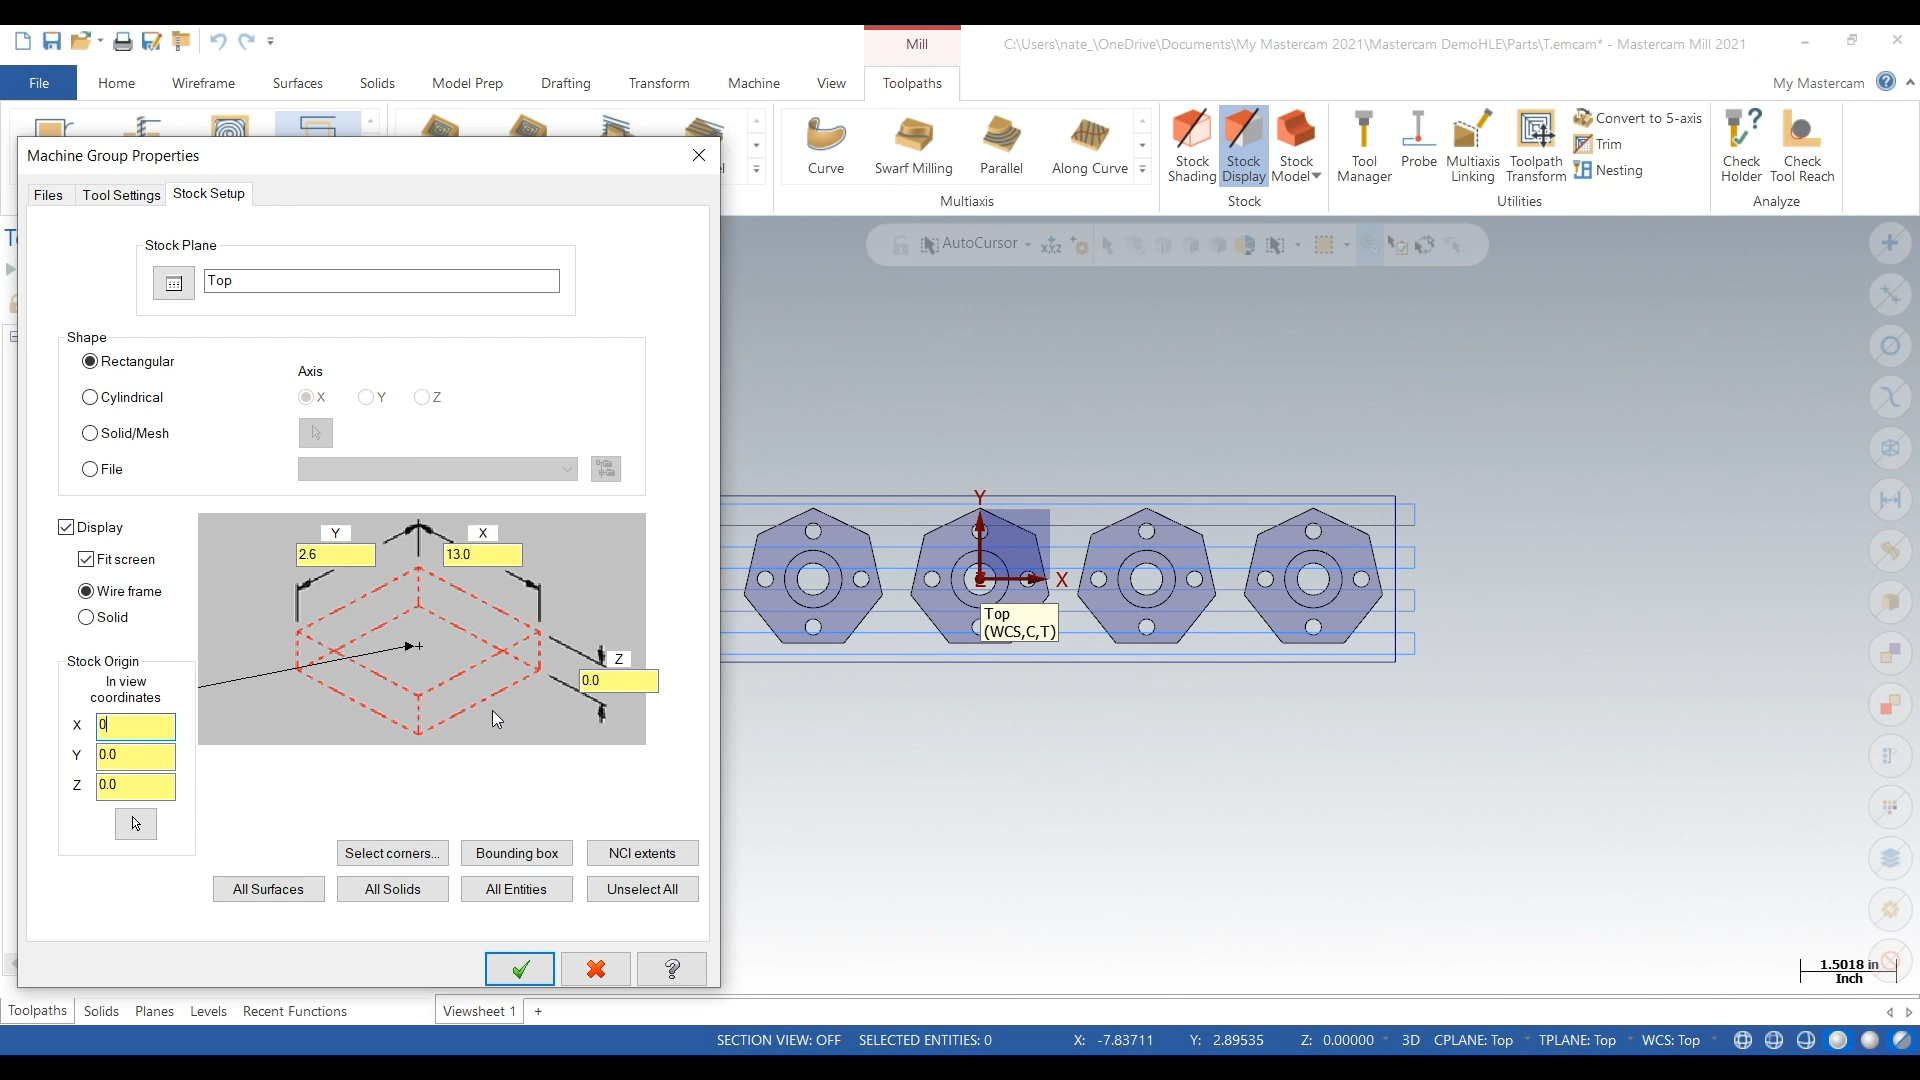 Mill
C:\Users\nate_\OneDrive\Documents\My Mastercam 2021\Mastercam DemoHLE\Parts\T.emcam* - Mastercam Mill 2021
File
Home
Wireframe
Surfaces
Solids
Model Prep
Drafting
Transform
Machine
View
Toolpaths
My Mastercam
Curve
Swarf Milling
Parallel
Along Curve
Stock Shading
Stock Display
Stock Model
Tool Manager
Probe
Multiaxis Linking
Toolpath Transform
Convert to 5-axis
Trim
Nesting
Check Holder
Check Tool Reach
Multiaxis
Stock
Utilities
Analyze
AutoCursor
Machine Group Properties
Files
Tool Settings
Stock Setup
Stock Plane
Top
Shape
Rectangular
Cylindrical
Solid/Mesh
File
Axis
X
Y
Z
Display
Fit screen
Wire frame
Solid
Y
2.6
X
13.0
Z
0.0
Stock Origin
In view
coordinates
X 0
Y 0.0
Z 0.0
Select corners...
Bounding box
NCI extents
All Surfaces
All Solids
All Entities
Unselect All
Y
X
Z
Top
(WCS,C,T)
1.5018 in
Inch
Toolpaths
Solids
Planes
Levels
Recent Functions
Viewsheet 1
+
SECTION VIEW: OFF
SELECTED ENTITIES: 0
X: -7.83711
Y: 2.89535
Z: 0.00000
3D
CPLANE: Top
TPLANE: Top
WCS: Top